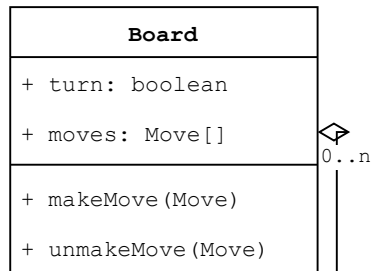 Board
+ turn: boolean
+ moves: Move[]
0..n
+ makeMove(Move)
+ unmakeMove(Move)